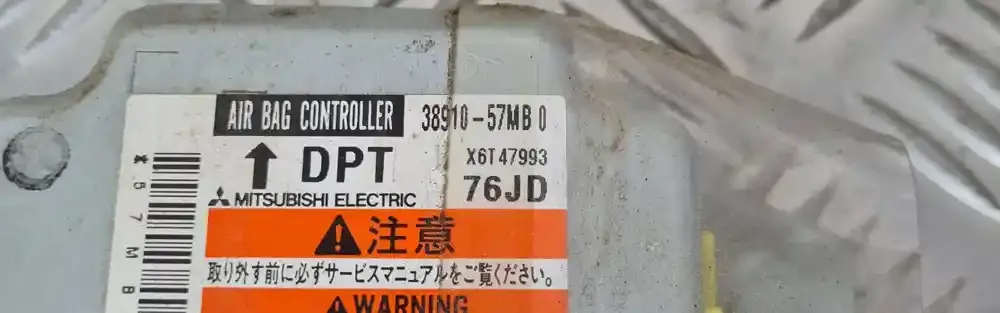 AIR BAG CONTROLLER 38910-57MB0
↑ DPT X6T47993
MITSUBISHI ELECTRIC 76JD
*57MB
注意
取り外す前に必ずサービスマニュアルをご覧ください。
WARNING